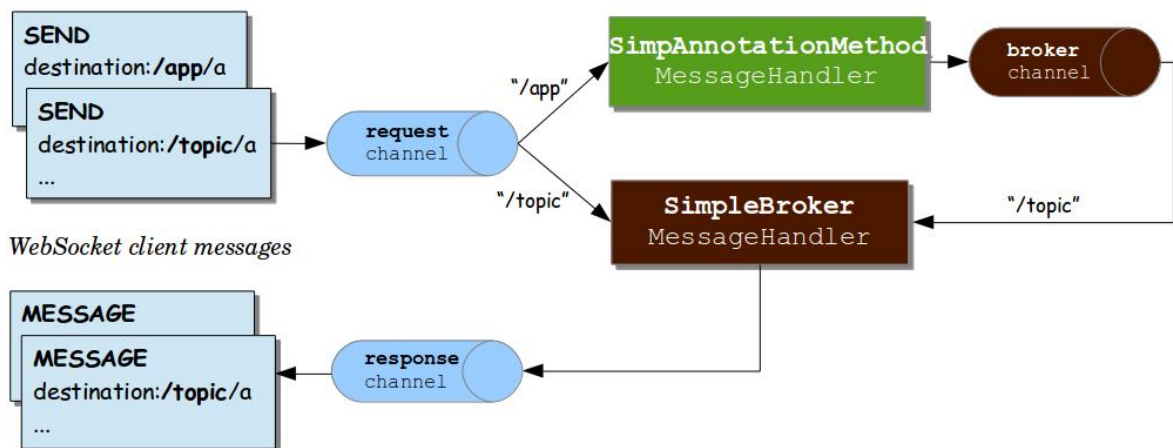 SEND
destination:/app/a
SEND
destination:/topic/a
...
WebSocket client messages
request
channel
“/app”
“/topic”
SimpAnnotationMethod
MessageHandler
broker
channel
SimpleBroker
MessageHandler
“/topic”
MESSAGE
MESSAGE
destination:/topic/a
...
response
channel